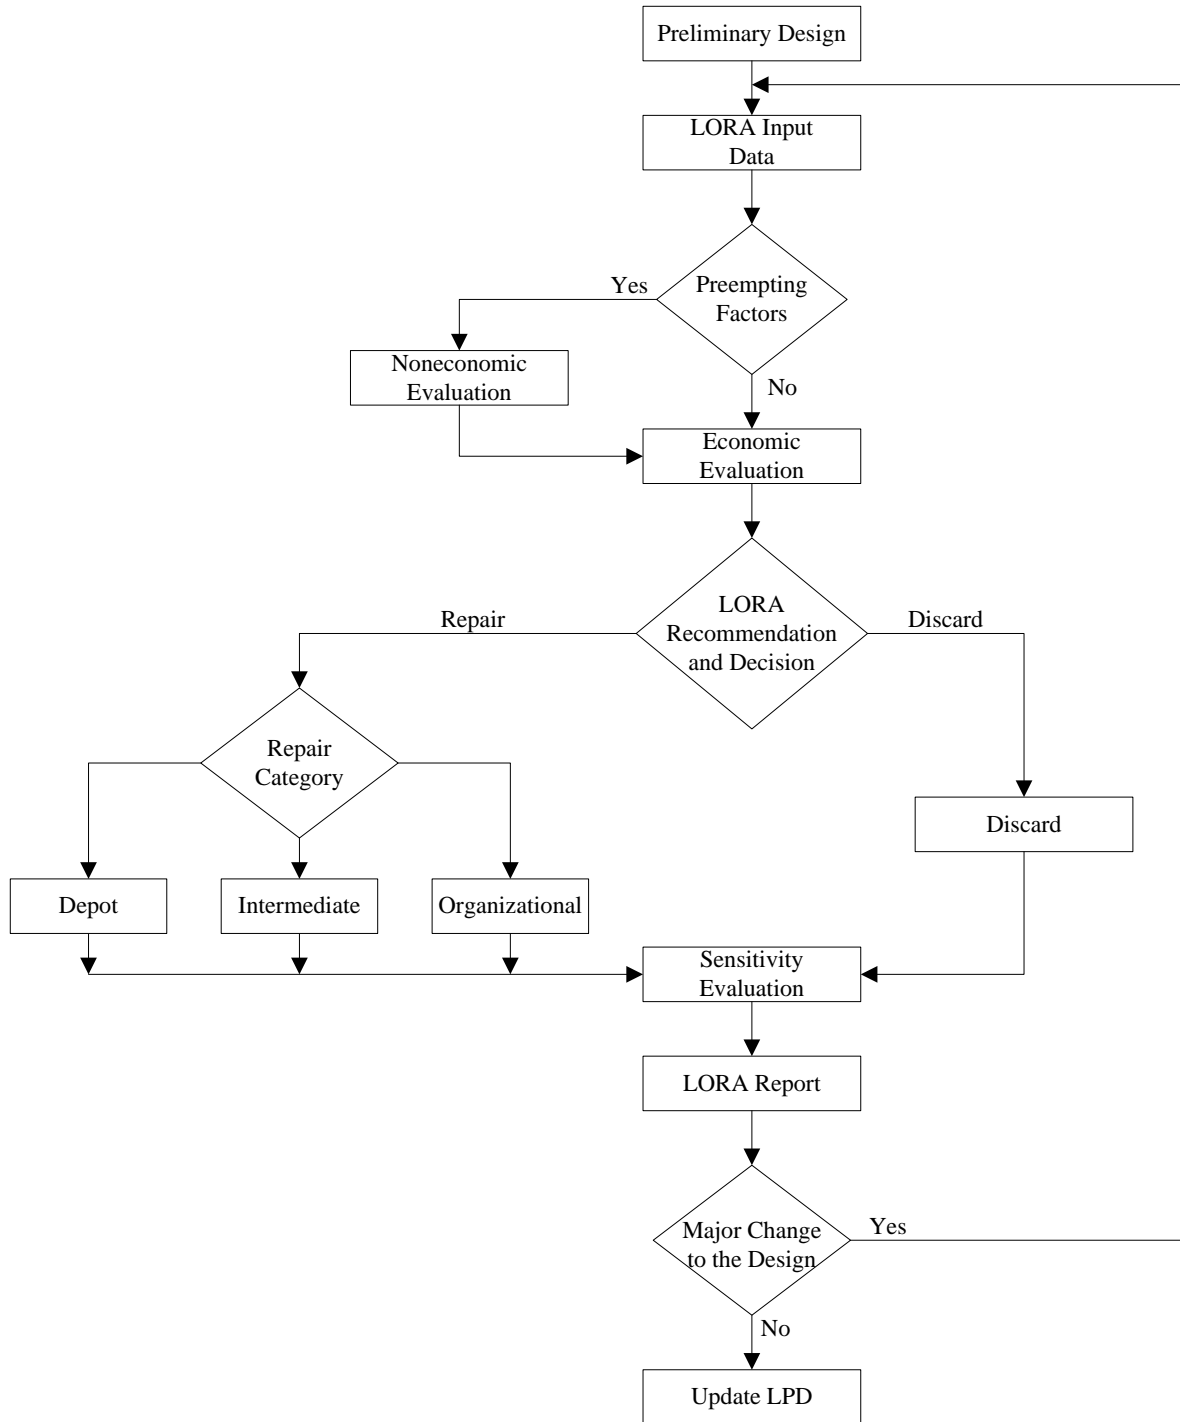 Preliminary Design
LORA Input
Data
Preempting
Factors
Yes
No
Noneconomic
Evaluation
Economic
Evaluation
LORA
Recommendation
and Decision
Repair
Discard
Repair
Category
Discard
Depot
Intermediate
Organizational
Sensitivity
Evaluation
LORA Report
Major Change
to the Design
Yes
No
Update LPD